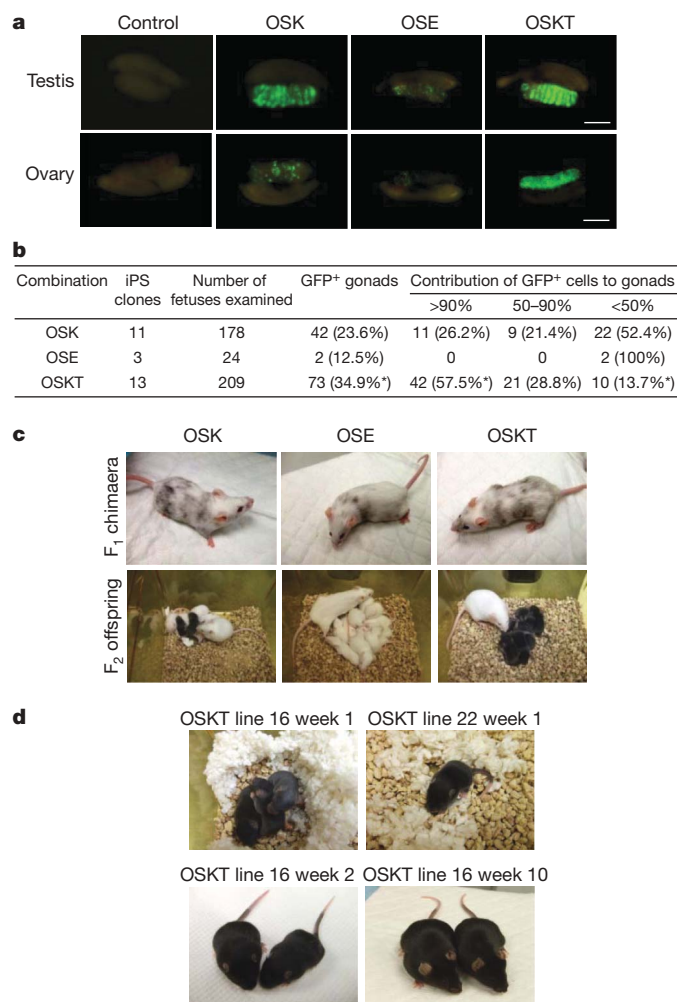 a
Control OSK OSE OSKT
Testis
Ovary
b
Combination iPS clones Number of fetuses examined GFP+ gonads Contribution of GFP+ cells to gonads
>90% 50–90% <50%
OSK 11 178 42 (23.6%) 11 (26.2%) 9 (21.4%) 22 (52.4%)
OSE 3 24 2 (12.5%) 0 0 2 (100%)
OSKT 13 209 73 (34.9%*) 42 (57.5%*) 21 (28.8%) 10 (13.7%*)
c
OSK OSE OSKT
F1 chimaera
F2 offspring
d
OSKT line 16 week 1 OSKT line 22 week 1
OSKT line 16 week 2 OSKT line 16 week 10